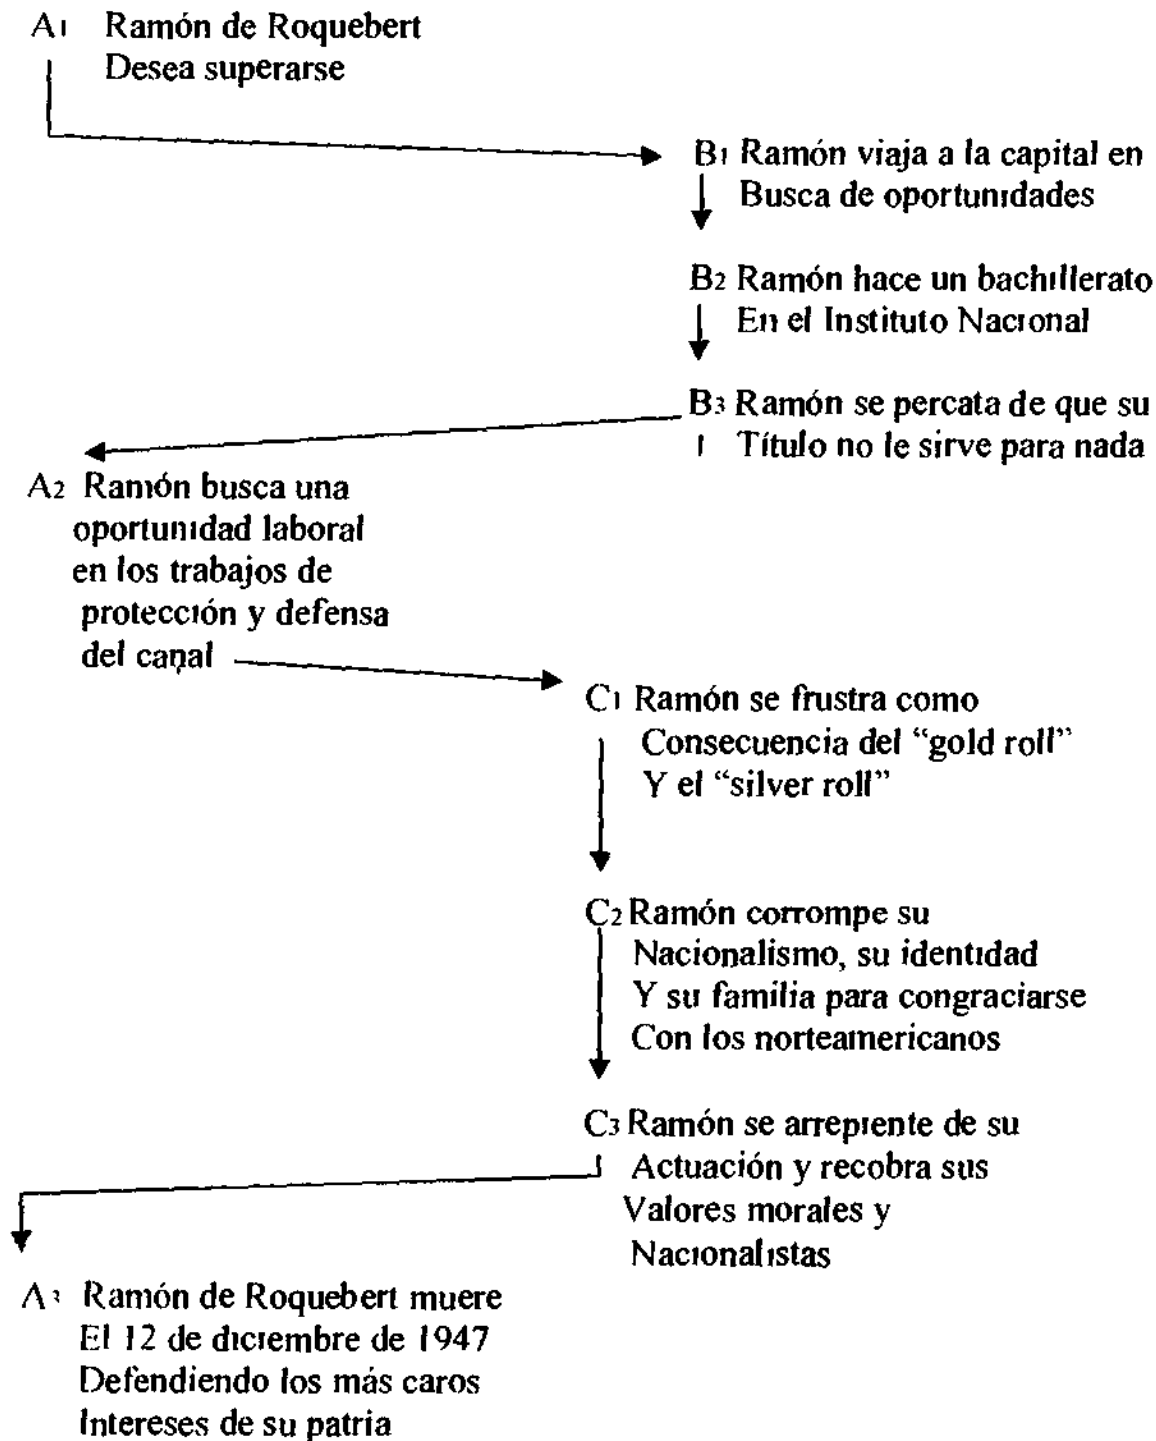 A1 Ramón de Roquebert
Desea superarse
B1 Ramón viaja a la capital en
Busca de oportunidades
B2 Ramón hace un bachillerato
En el Instituto Nacional
B3 Ramón se percata de que su
Título no le sirve para nada
A2 Ramón busca una
oportunidad laboral
en los trabajos de
protección y defensa
del canal
C1 Ramón se frustra como
Consecuencia del “gold roll”
Y el “silver roll”
C2 Ramón corrompe su
Nacionalismo, su identidad
Y su familia para congraciarse
Con los norteamericanos
C3 Ramón se arrepiente de su
Actuación y recobra sus
Valores morales y
Nacionalistas
A3 Ramón de Roquebert muere
El 12 de diciembre de 1947
Defendiendo los más caros
Intereses de su patria